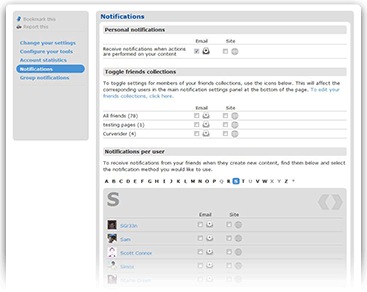 Bookmark this
Report this
Change your settings
Configure your tools
Account statistics
Notifications
Group notifications
Notifications
Personal notifications
Email Site
Receive notifications when actions
are performed on your content
Toggle friends collections
To toggle settings for members of your friends collections, use the icons below. This will affect the
corresponding users in the main notification settings panel at the bottom of the page. To edit your
friends collections, click here.
Email Site
All friends (78)
testing pages (1)
Curverider (4)
Notifications per user
To receive notifications from your friends when they create new content, find them below and select
the notification method you would like to use.
A B C D E F G H I J K L M N O P Q R S T U V W X Y Z *
S
Email Site
Sam
Scott Connor